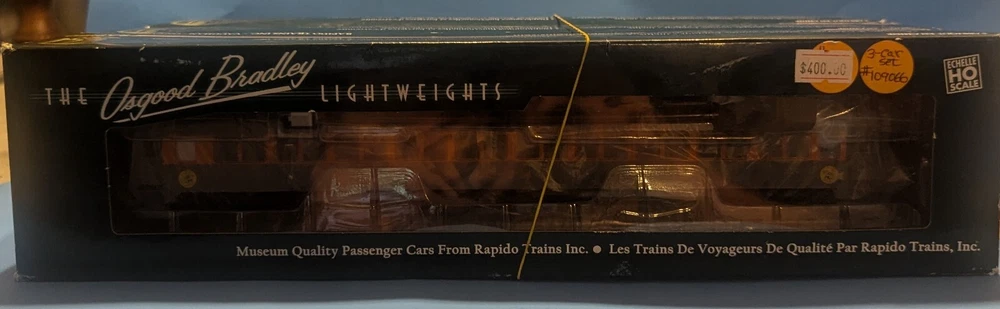 THE Osgood Bradley LIGHTWEIGHTS
$400.00
3-car
set
#109066
ECHELLE
HO
SCALE
Museum Quality Passenger Cars From Rapido Trains Inc. ● Les Trains De Voyageurs De Qualité Par Rapido Trains, Inc.